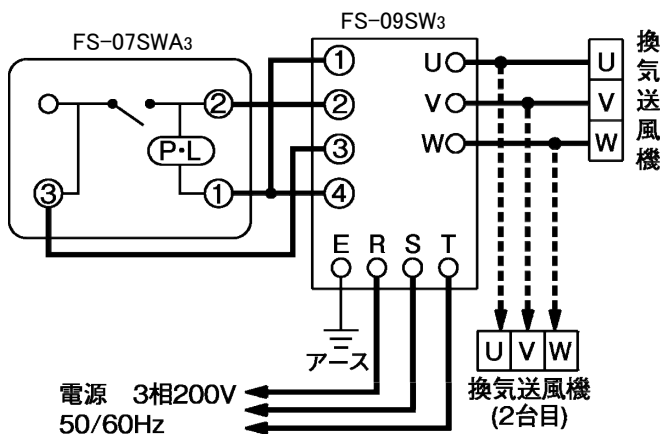 FS-09SW3
FS-07SWA3
換気送風機
① U U
② ② V V
P・L ③ W W
③ ① ④
E R S T
アース
U V W
電源 3相200V
50/60Hz
換気送風機
(2台目)